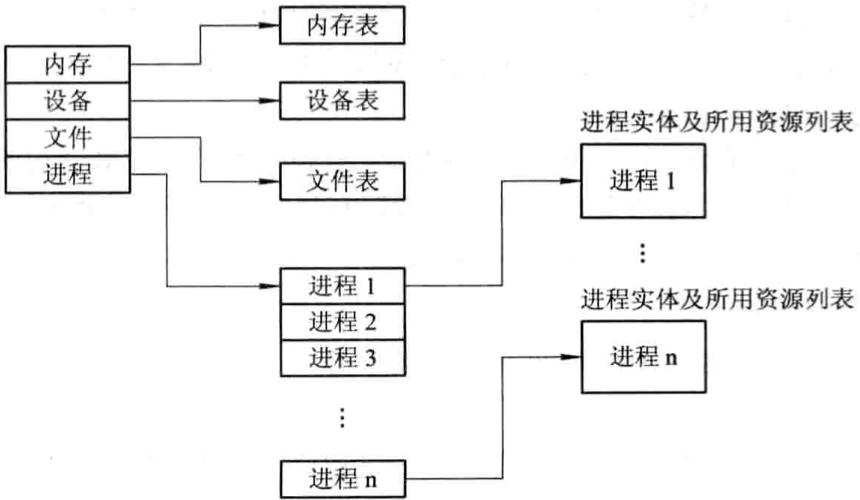 内存
设备
文件
进程
内存表
设备表
文件表
进程 1
进程 2
进程 3
⋮
进程 n
进程实体及所用资源列表
进程 1
⋮
进程实体及所用资源列表
进程 n